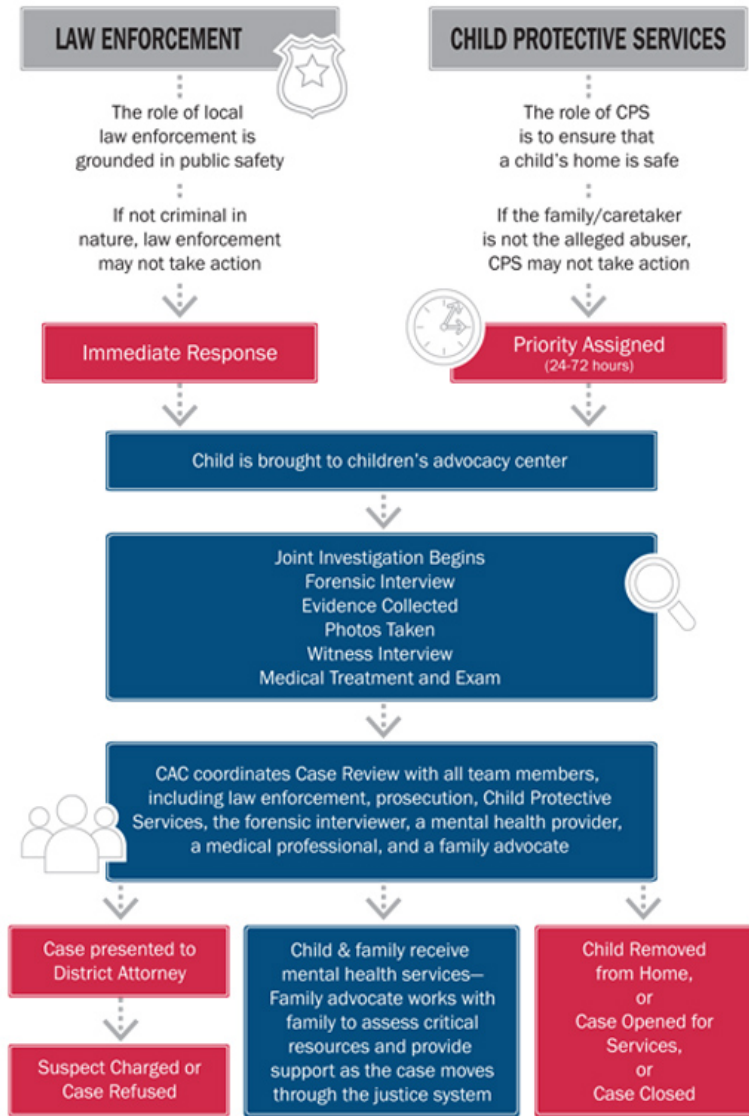 LAW ENFORCEMENT
The role of local
law enforcement is
grounded in public safety
If not criminal in
nature, law enforcement
may not take action
Immediate Response
CHILD PROTECTIVE SERVICES
The role of CPS
is to ensure that
a child's home is safe
If the family/caretaker
is not the alleged abuser,
CPS may not take action
Priority Assigned
(24-72 hours)
Child is brought to children's advocacy center
Joint Investigation Begins
Forensic Interview
Evidence Collected
Photos Taken
Witness Interview
Medical Treatment and Exam
CAC coordinates Case Review with all team members,
including law enforcement, prosecution, Child Protective
Services, the forensic interviewer, a mental health provider,
a medical professional, and a family advocate
Case presented to
District Attorney
Suspect Charged or
Case Refused
Child & family receive
mental health services—
Family advocate works with
family to assess critical
resources and provide
support as the case moves
through the justice system
Child Removed
from Home,
or
Case Opened for
Services,
or
Case Closed